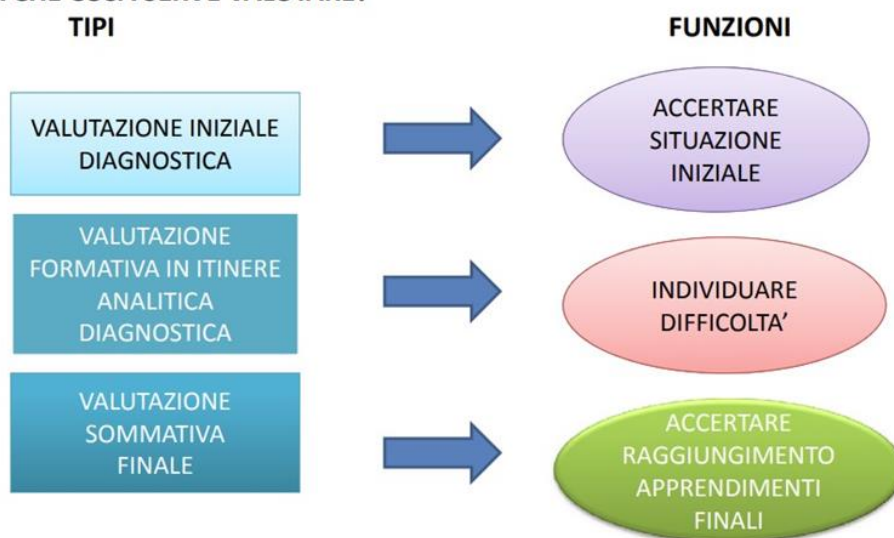 TIPI
FUNZIONI
VALUTAZIONE INIZIALE
DIAGNOSTICA
ACCERTARE
SITUAZIONE
INIZIALE
VALUTAZIONE
FORMATIVA IN ITINERE
ANALITICA
DIAGNOSTICA
INDIVIDUARE
DIFFICOLTA’
VALUTAZIONE
SOMMATIVA
FINALE
ACCERTARE
RAGGIUNGIMENTO
APPRENDIMENTI
FINALI